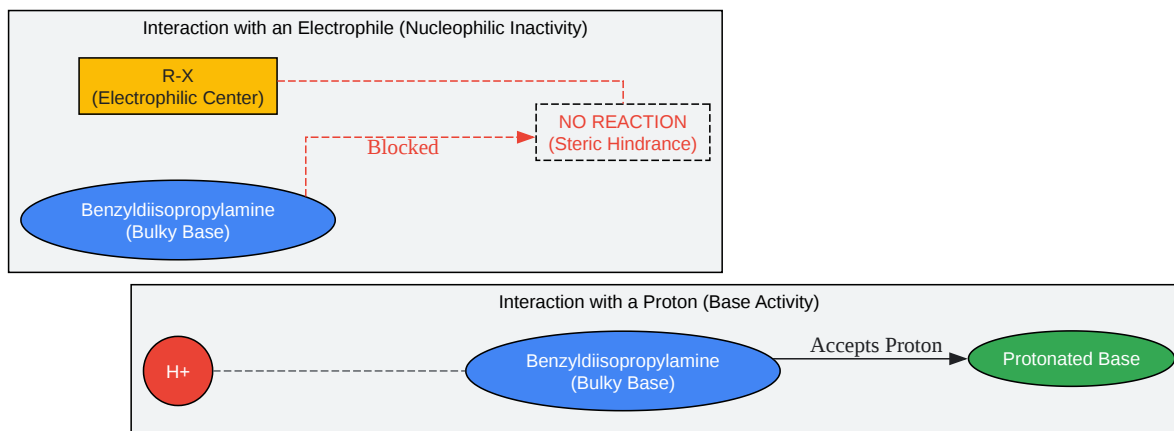 Interaction with an Electrophile (Nucleophilic Inactivity)
R-X
(Electrophilic Center)
NO REACTION
(Steric Hindrance)
Blocked
Benzyldiisopropylamine
(Bulky Base)
Interaction with a Proton (Base Activity)
H+
Benzyldiisopropylamine
(Bulky Base)
Accepts Proton
Protonated Base